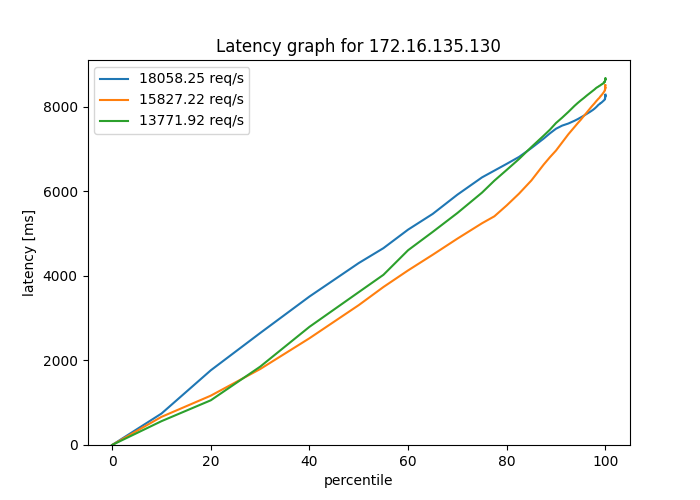 Latency graph for 172.16.135.130
18058.25 req/s
15827.22 req/s
13771.92 req/s
8000
6000
4000
2000
0
latency [ms]
0 20 40 60 80 100
percentile